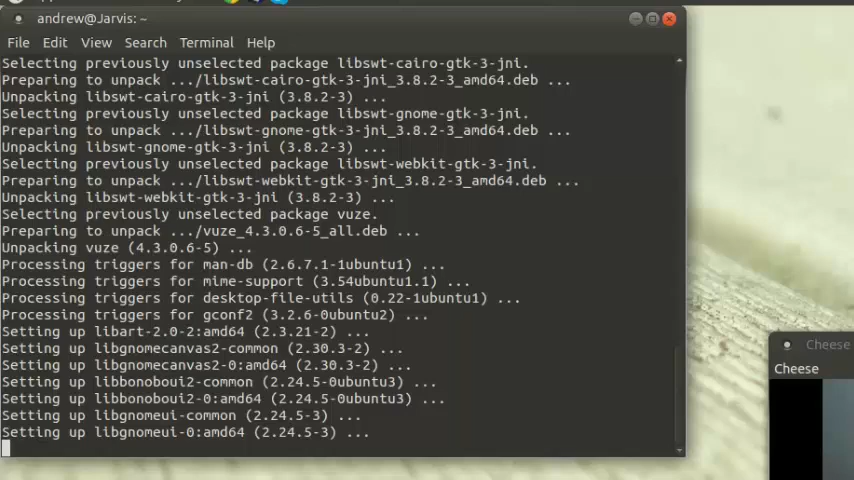 andrew@Jarvis: ~
File Edit View Search Terminal Help
Selecting previously unselected package libswt-cairo-gtk-3-jni.
Preparing to unpack .../libswt-cairo-gtk-3-jni_3.8.2-3_amd64.deb ...
Unpacking libswt-cairo-gtk-3-jni (3.8.2-3) ...
Selecting previously unselected package libswt-gnome-gtk-3-jni.
Preparing to unpack .../libswt-gnome-gtk-3-jni_3.8.2-3_amd64.deb ...
Unpacking libswt-gnome-gtk-3-jni (3.8.2-3) ...
Selecting previously unselected package libswt-webkit-gtk-3-jni.
Preparing to unpack .../libswt-webkit-gtk-3-jni_3.8.2-3_amd64.deb ...
Unpacking libswt-webkit-gtk-3-jni (3.8.2-3) ...
Selecting previously unselected package vuze.
Preparing to unpack .../vuze_4.3.0.6-5_all.deb ...
Unpacking vuze (4.3.0.6-5) ...
Processing triggers for man-db (2.6.7.1-1ubuntu1) ...
Processing triggers for mime-support (3.54ubuntu1.1) ...
Processing triggers for desktop-file-utils (0.22-1ubuntu1) ...
Processing triggers for gconf2 (3.2.6-0ubuntu2) ...
Setting up libart-2.0-2:amd64 (2.3.21-2) ...
Setting up libgnomecanvas2-common (2.30.3-2) ...
Setting up libgnomecanvas2-0:amd64 (2.30.3-2) ...
Setting up libbonoboui2-common (2.24.5-0ubuntu3) ...
Setting up libbonoboui2-0:amd64 (2.24.5-0ubuntu3) ...
Setting up libgnomeui-common (2.24.5-3) ...
Setting up libgnomeui-0:amd64 (2.24.5-3) ...
Cheese
Cheese